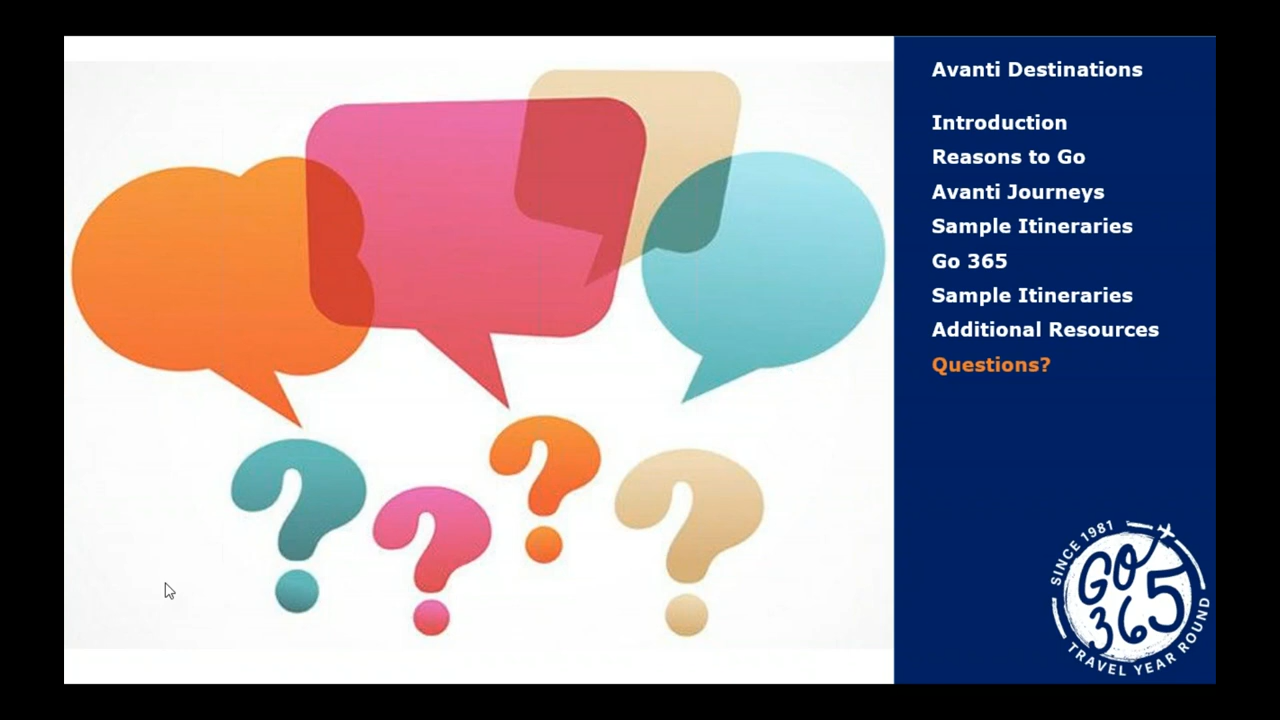 Avanti Destinations
Introduction
Reasons to Go
Avanti Journeys
Sample Itineraries
Go 365
Sample Itineraries
Additional Resources
Questions?
? ? ? ?
SINCE 1981
GO
365
TRAVEL YEAR ROUND